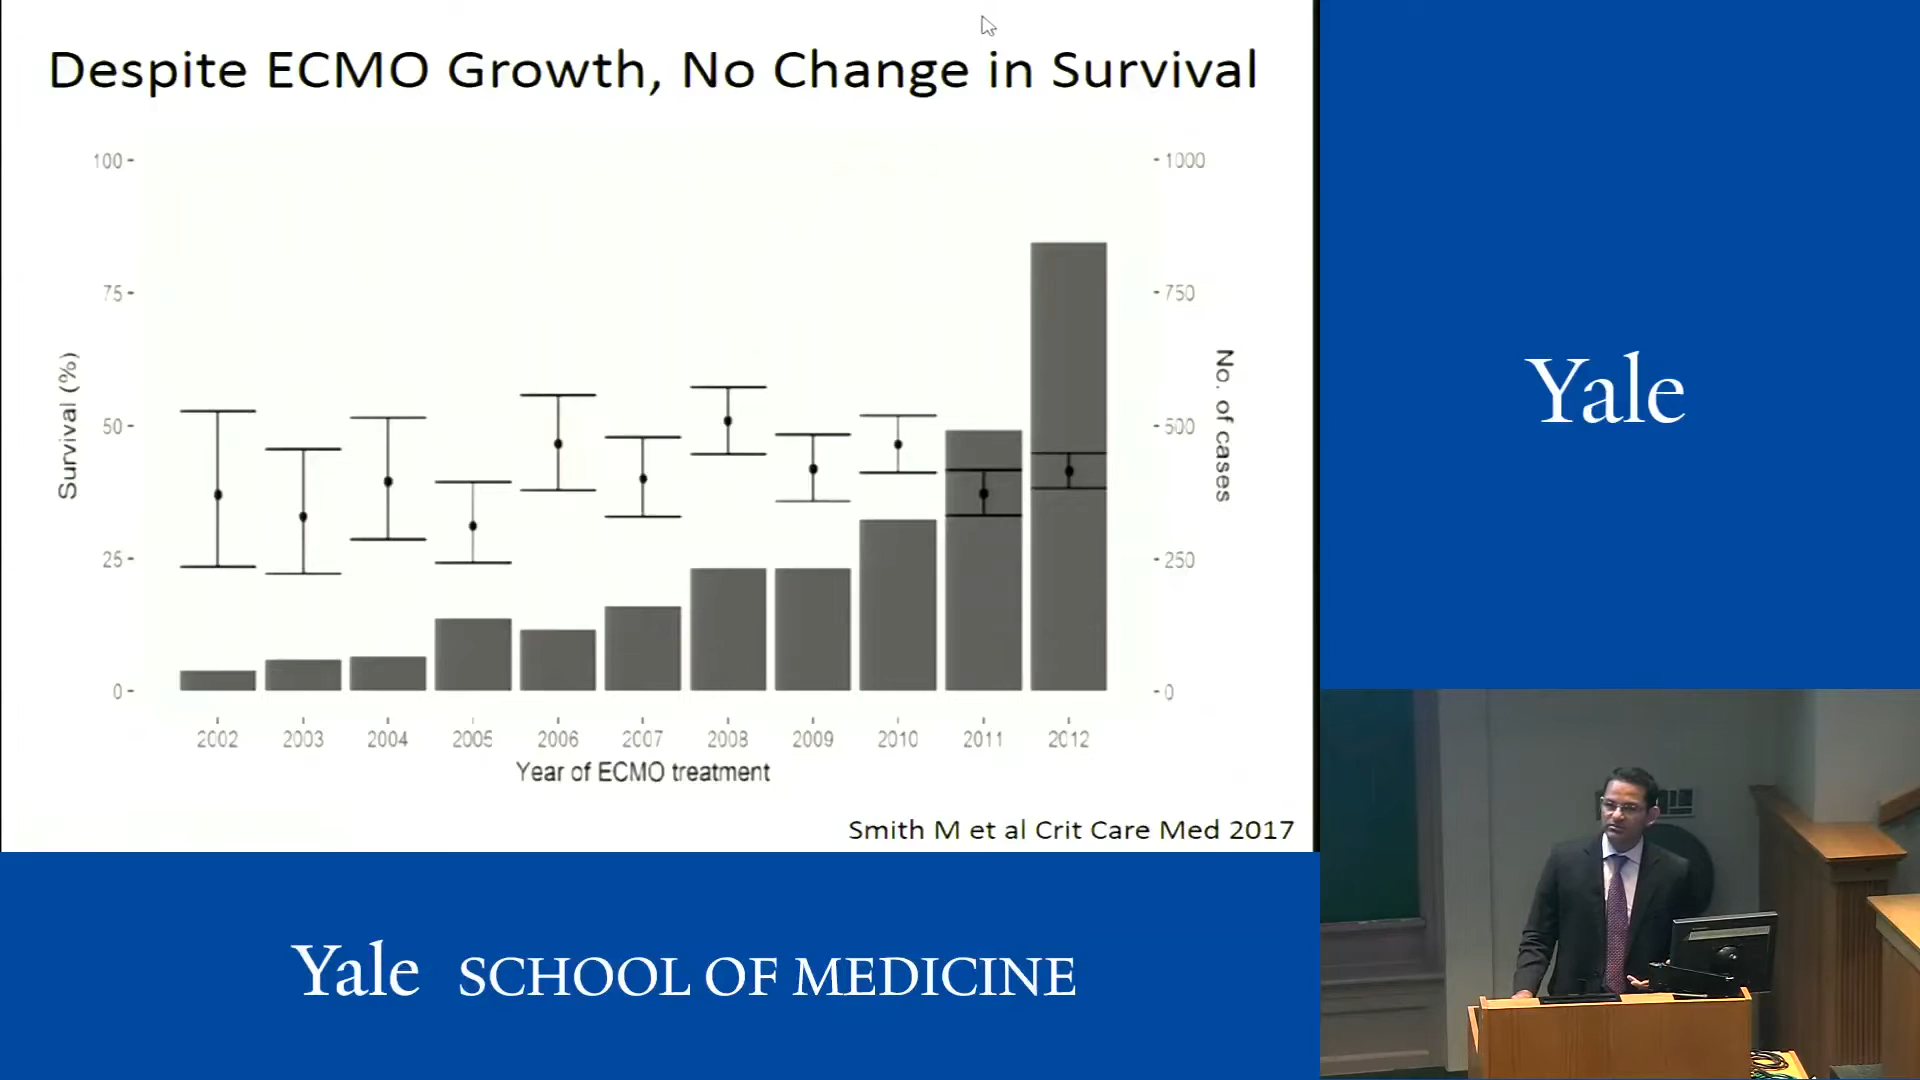 Despite ECMO Growth, No Change in Survival
100
75
50
25
0
Survival (%)
1000
750
500
250
0
No. of cases
2002 2003 2004 2005 2006 2007 2008 2009 2010 2011 2012
Year of ECMO treatment
Smith M et al Crit Care Med 2017
Yale
Yale SCHOOL OF MEDICINE